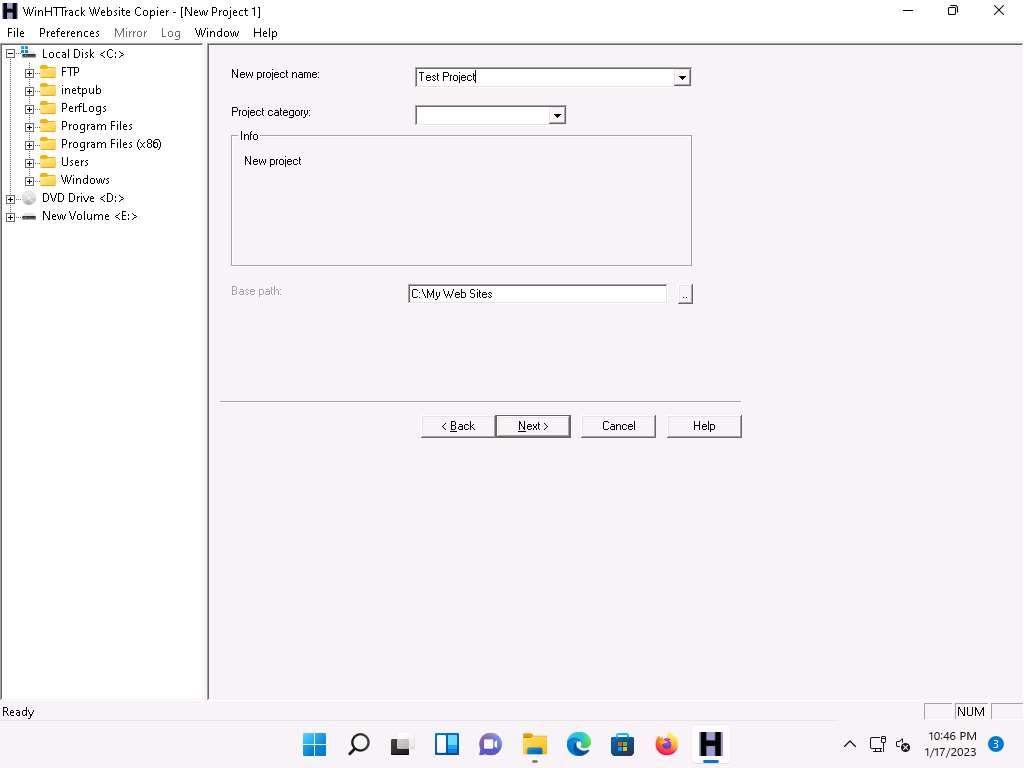 WinHTTrack Website Copier - [New Project 1]
File Preferences Mirror Log Window Help
Local Disk <C:>
FTP
inetpub
PerfLogs
Program Files
Program Files (x86)
Users
Windows
DVD Drive <D:>
New Volume <E:>
New project name:
Test Project
Project category:
Info
New project
Base path:
C:\My Web Sites
..
< Back
Next >
Cancel
Help
Ready
NUM
10:46 PM
1/17/2023
3